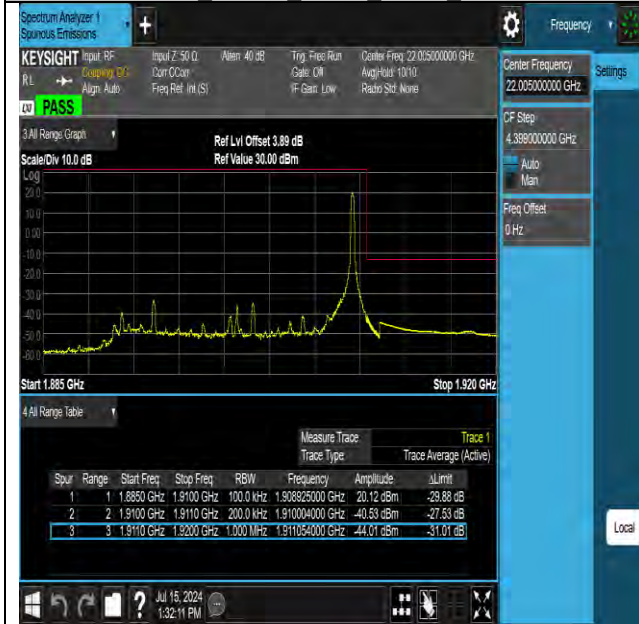 Spectrum Analyzer 1
Spurious Emissions
Frequency
KEYSIGHT Input: RF Input Z: 50 Ω Atten: 40 dB Trig: Free Run Center Freq: 22.005000000 GHz
RL Coupling: DC Corr CCorr Gate: Off Avg|Hold: 10/10
Align: Auto Freq Ref: Int (S) IF Gain: Low Radio Std: None
PASS
Center Frequency
22.005000000 GHz
Settings
CF Step
4.399000000 GHz
Auto
Man
Freq Offset
0 Hz
3 All Range Graph
Ref Lvl Offset 3.89 dB
Scale/Div 10.0 dB Ref Value 30.00 dBm
Log
20.0
10.0
0.00
-10.0
-20.0
-30.0
-40.0
-50.0
-60.0
Start 1.885 GHz Stop 1.920 GHz
4 All Range Table
Measure Trace Trace 1
Trace Type Trace Average (Active)
Spur Range Start Freq Stop Freq RBW Frequency Amplitude ΔLimit
1 1 1.8850 GHz 1.9100 GHz 100.0 kHz 1.908925000 GHz 20.12 dBm -29.88 dB
2 2 1.9100 GHz 1.9110 GHz 200.0 kHz 1.910004000 GHz -40.53 dBm -27.53 dB
3 3 1.9110 GHz 1.9200 GHz 1.000 MHz 1.911054000 GHz -44.01 dBm -31.01 dB
Local
Jul 15, 2024
1:32:11 PM